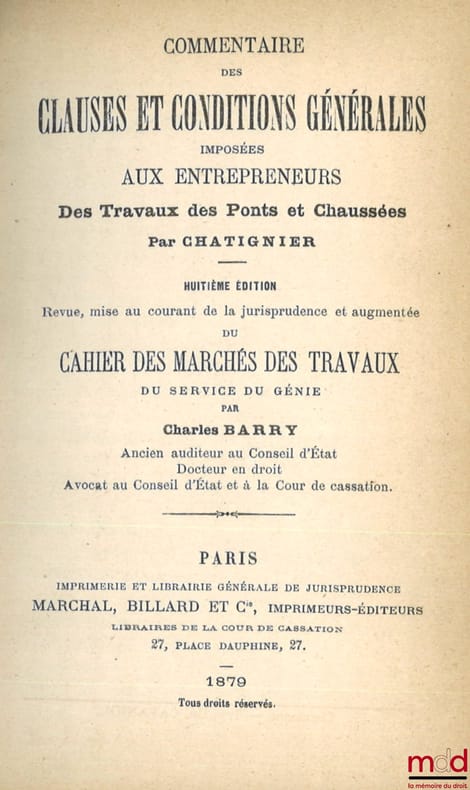 COMMENTAIRE
DES
CLAUSES ET CONDITIONS GÉNÉRALES
IMPOSÉES
AUX ENTREPRENEURS
Des Travaux des Ponts et Chaussées
Par CHATIGNIER
HUITIÈME ÉDITION
Revue, mise au courant de la jurisprudence et augmentée
DU
CAHIER DES MARCHÉS DES TRAVAUX
DU SERVICE DU GÉNIE
PAR
Charles BARRY
Ancien auditeur au Conseil d'État
Docteur en droit
Avocat au Conseil d'État et à la Cour de cassation.
PARIS
IMPRIMERIE ET LIBRAIRIE GÉNÉRALE DE JURISPRUDENCE
MARCHAL, BILLARD ET Cie, IMPRIMEURS-ÉDITEURS
LIBRAIRES DE LA COUR DE CASSATION
27, PLACE DAUPHINE, 27.
1879
Tous droits réservés.
mdd
la mémoire du droit